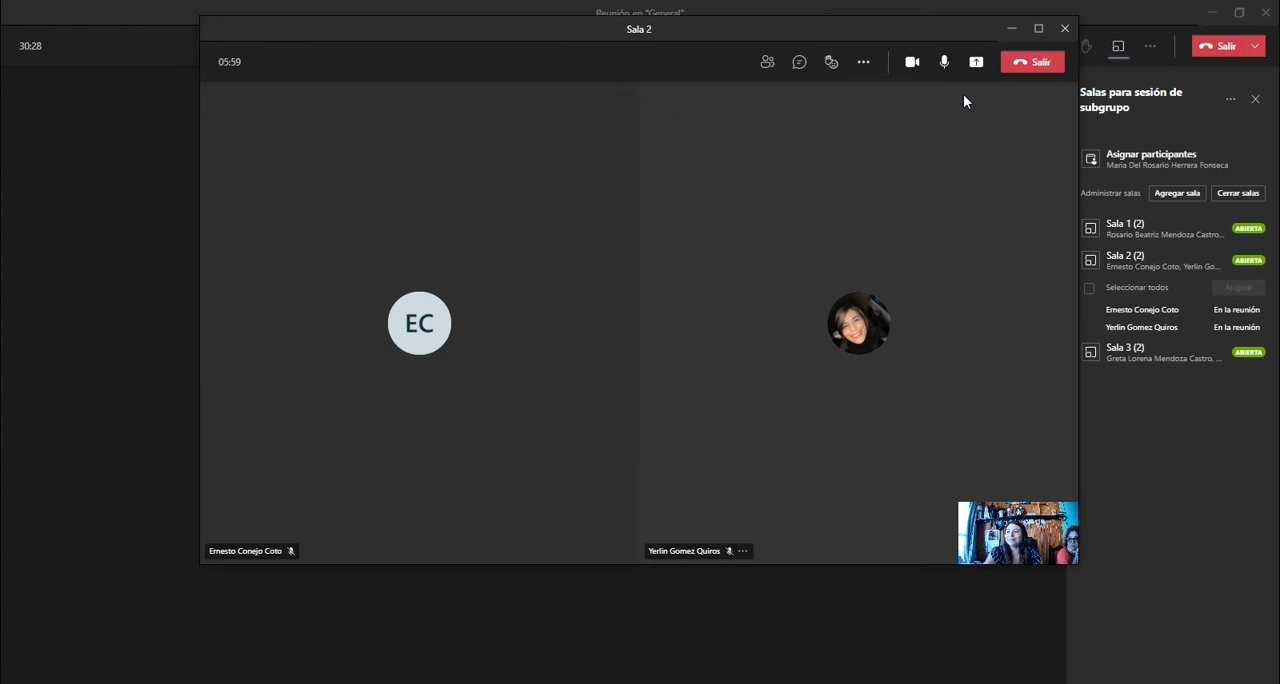 Reunión en "General"
30:28
Salir
Sala 2
05:59
Salir
EC
Ernesto Conejo Coto
Yerlin Gomez Quiros
Salas para sesión de
subgrupo
Asignar participantes
Maria Del Rosario Herrera Fonseca
Administrar salas
Agregar sala
Cerrar salas
Sala 1 (2)
Rosario Beatriz Mendoza Castro...
ABIERTA
Sala 2 (2)
Ernesto Conejo Coto, Yerlin Go...
ABIERTA
Seleccionar todos
Asignar
Ernesto Conejo Coto
En la reunión
Yerlin Gomez Quiros
En la reunión
Sala 3 (2)
Greta Lorena Mendoza Castro, ...
ABIERTA